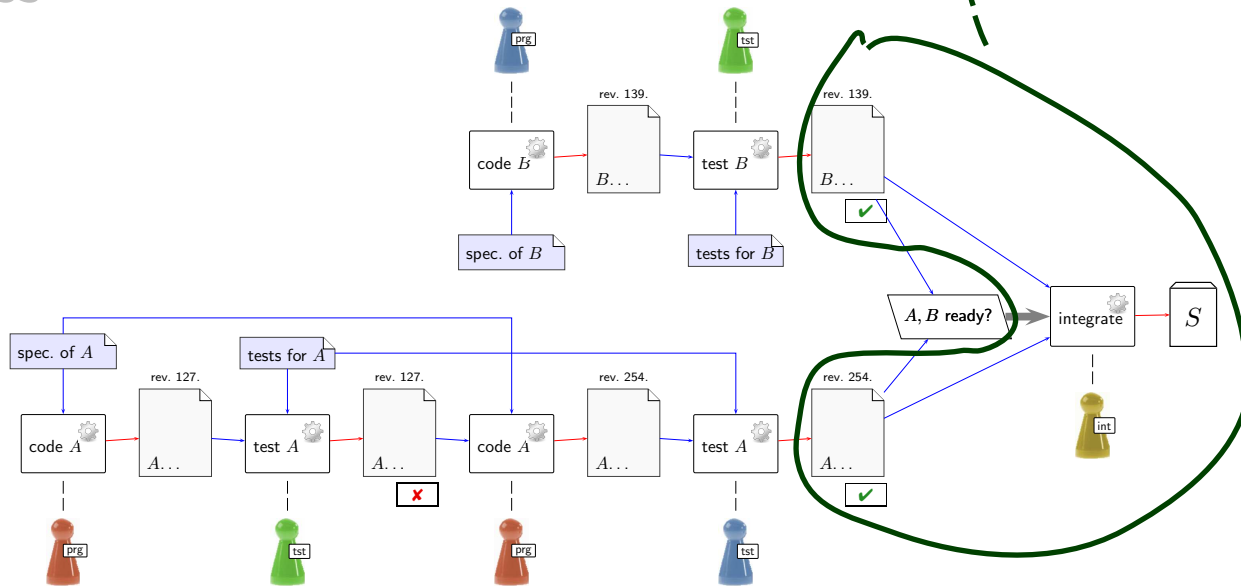 prg
tst
rev. 139.
rev. 139.
code B
B...
test B
B...
✔
spec. of B
tests for B
A, B ready?
integrate
S
spec. of A
tests for A
rev. 127.
rev. 127.
rev. 254.
rev. 254.
int
code A
A...
test A
A...
code A
A...
test A
A...
✘
✔
prg
tst
prg
tst